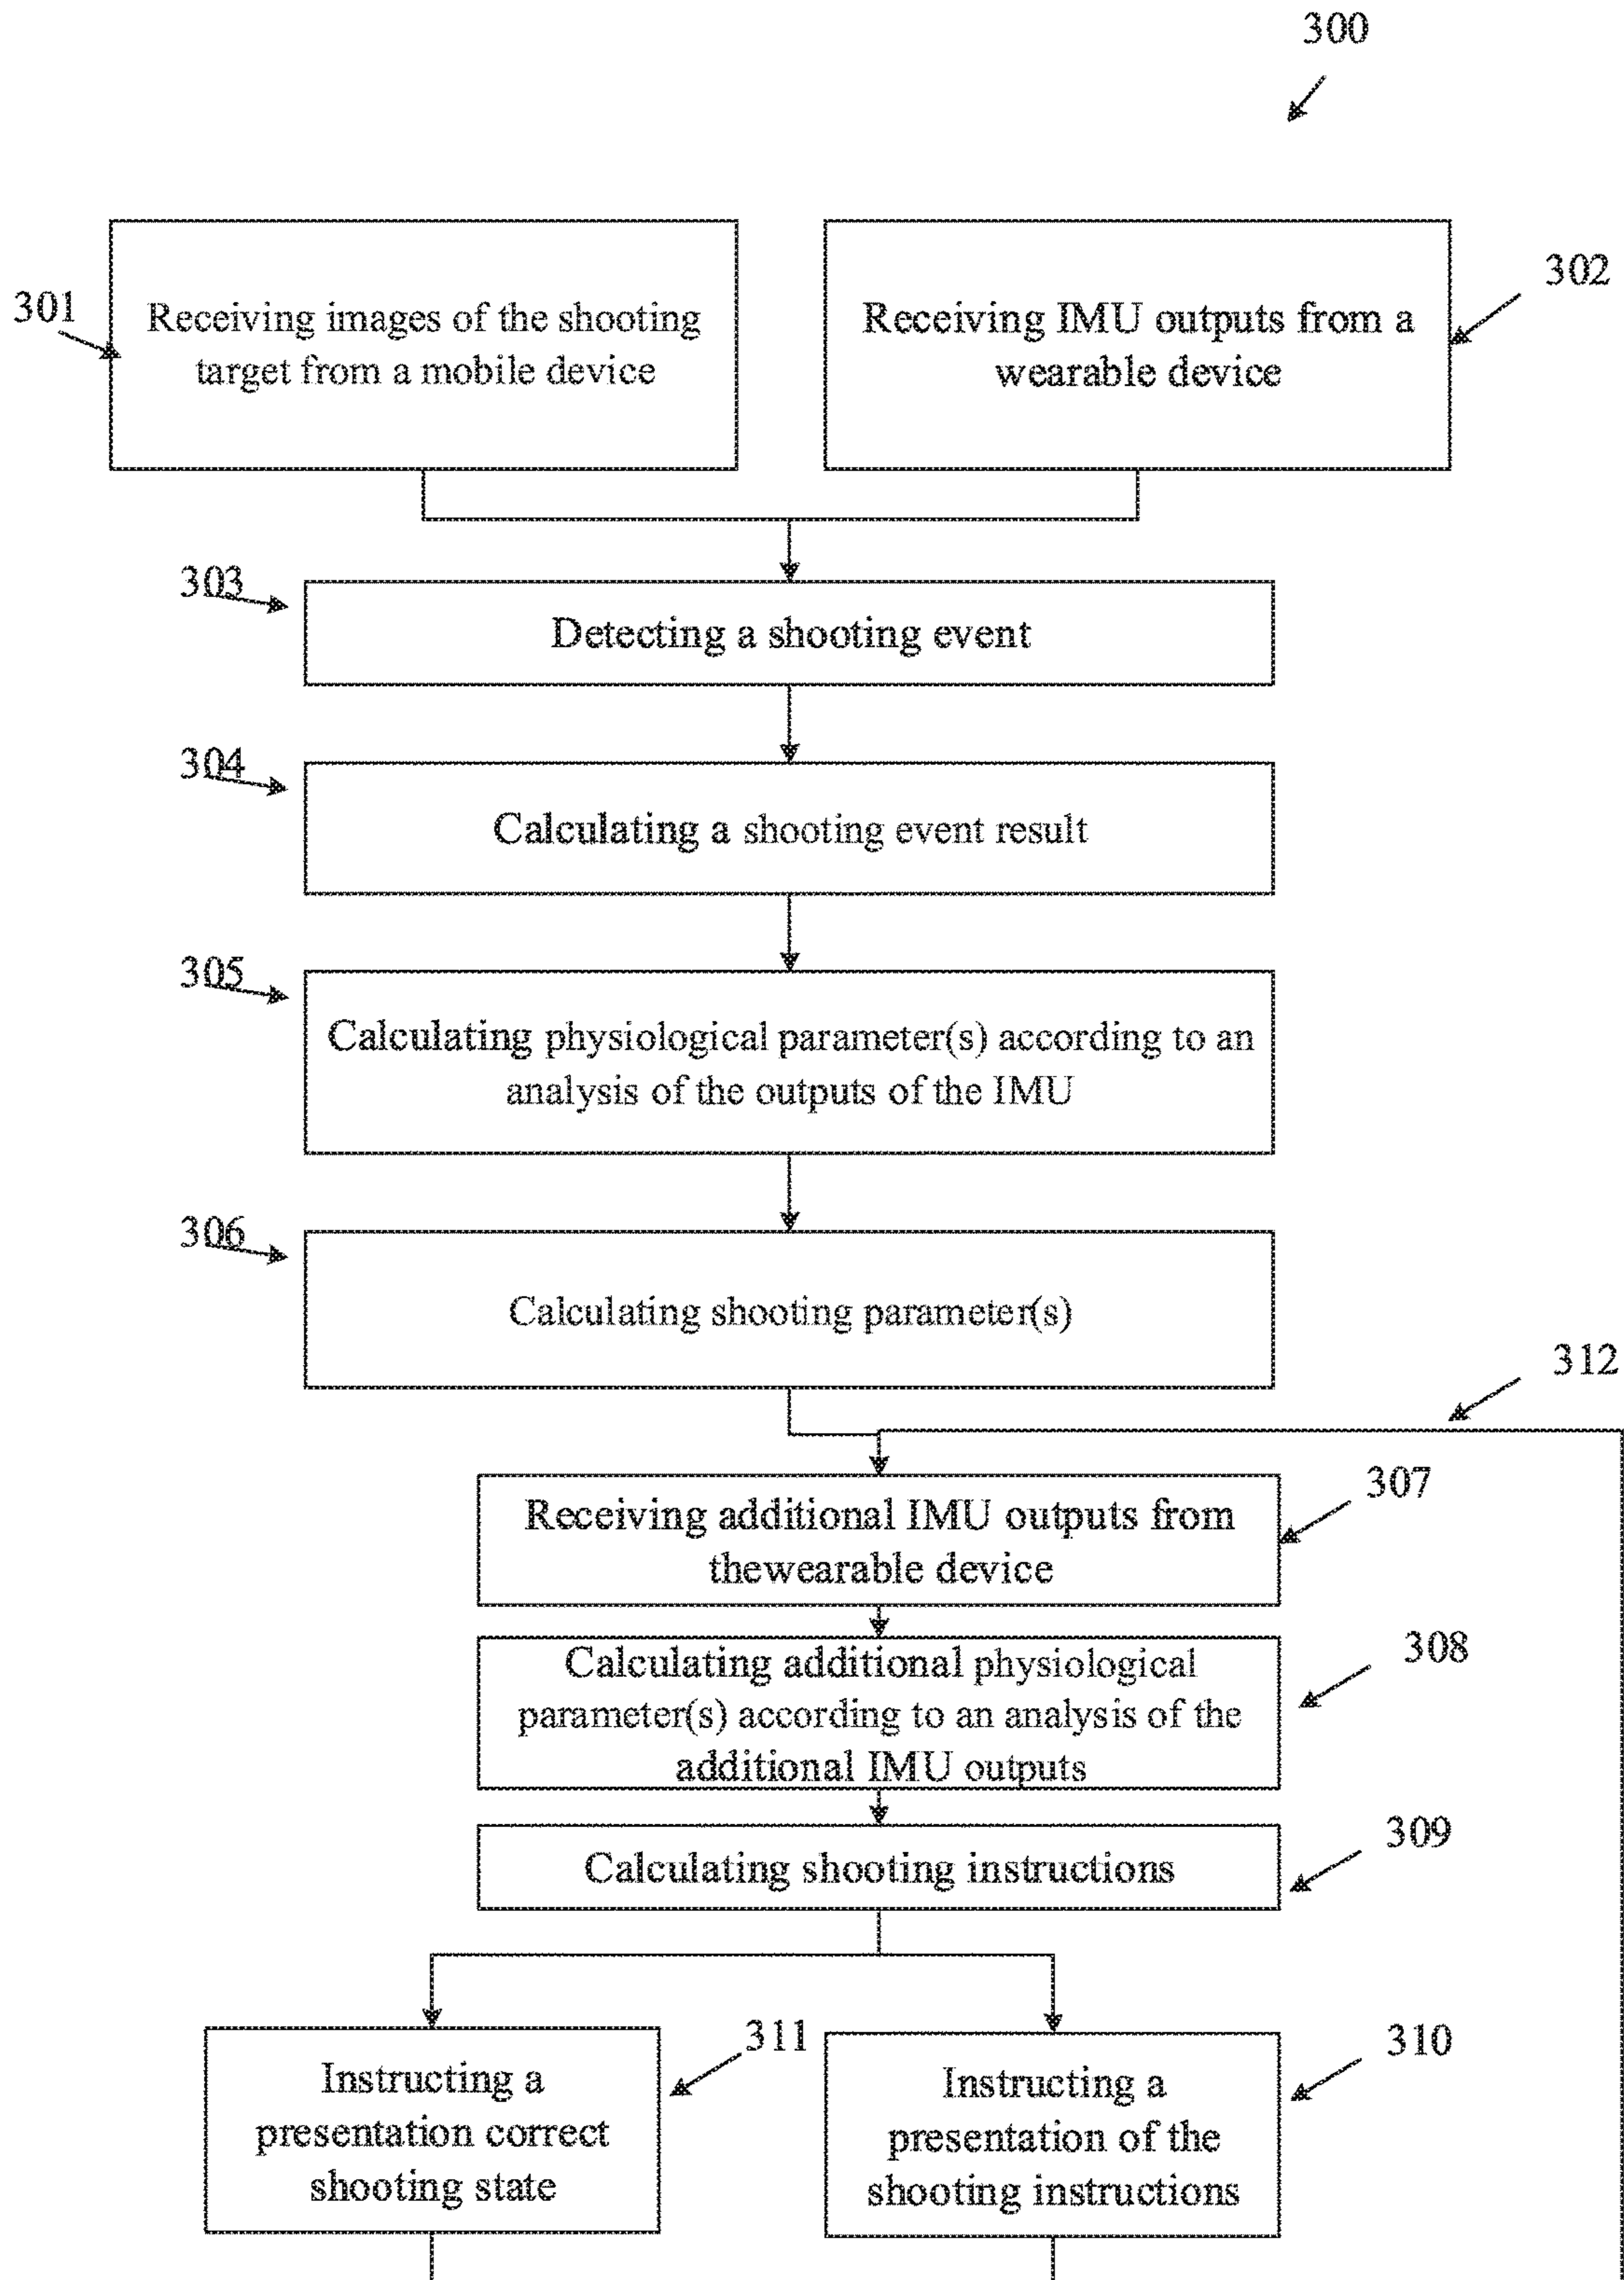 300
301
Receiving images of the shooting
target from a mobile device
Receiving IMU outputs from a
wearable device
302
303
Detecting a shooting event
304
Calculating a shooting event result
305
Calculating physiological parameter(s) according to an
analysis of the outputs of the IMU
306
Calculating shooting parameter(s)
312
Receiving additional IMU outputs from
thewearable device
307
Calculating additional physiological
parameter(s) according to an analysis of the
additional IMU outputs
308
Calculating shooting instructions
309
Instructing a
presentation correct
shooting state
311
Instructing a
presentation of the
shooting instructions
310